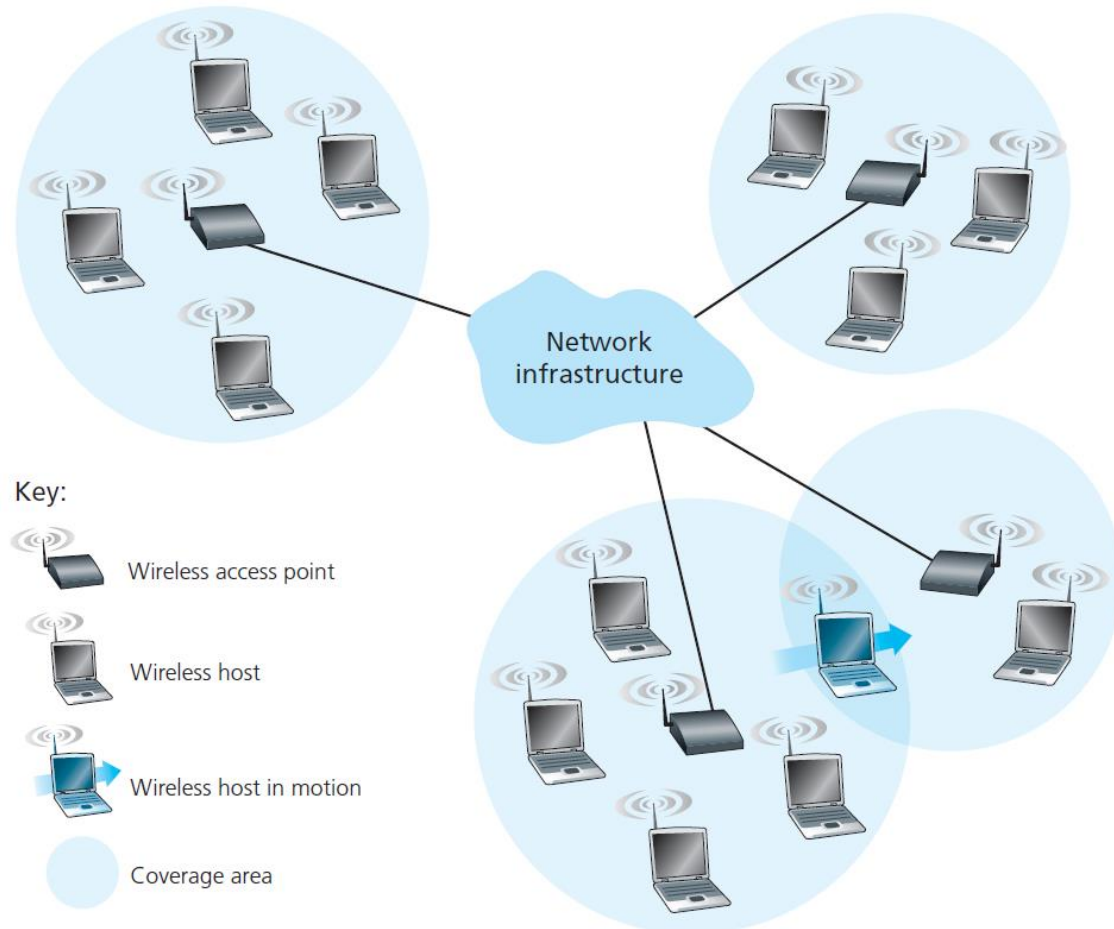 Network
infrastructure
Key:
Wireless access point
Wireless host
Wireless host in motion
Coverage area